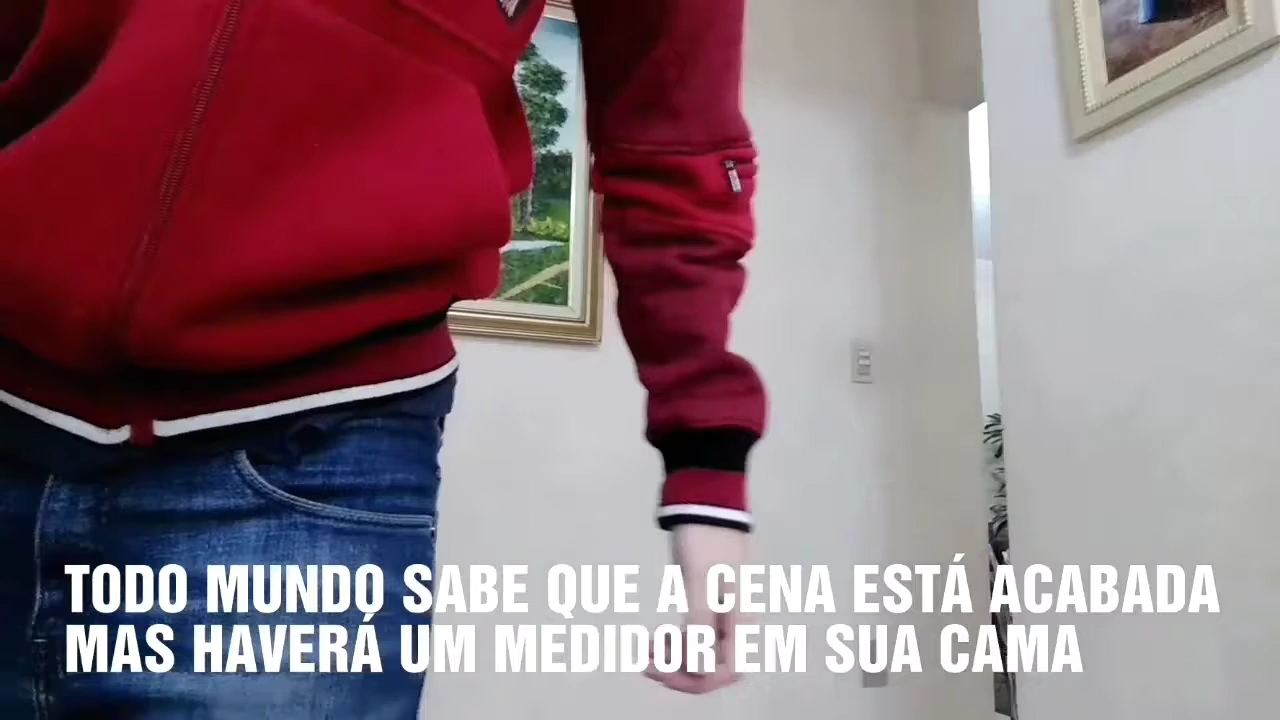 TODO MUNDO SABE QUE A CENA ESTÁ ACABADA
MAS HAVERÁ UM MEDIDOR EM SUA CAMA